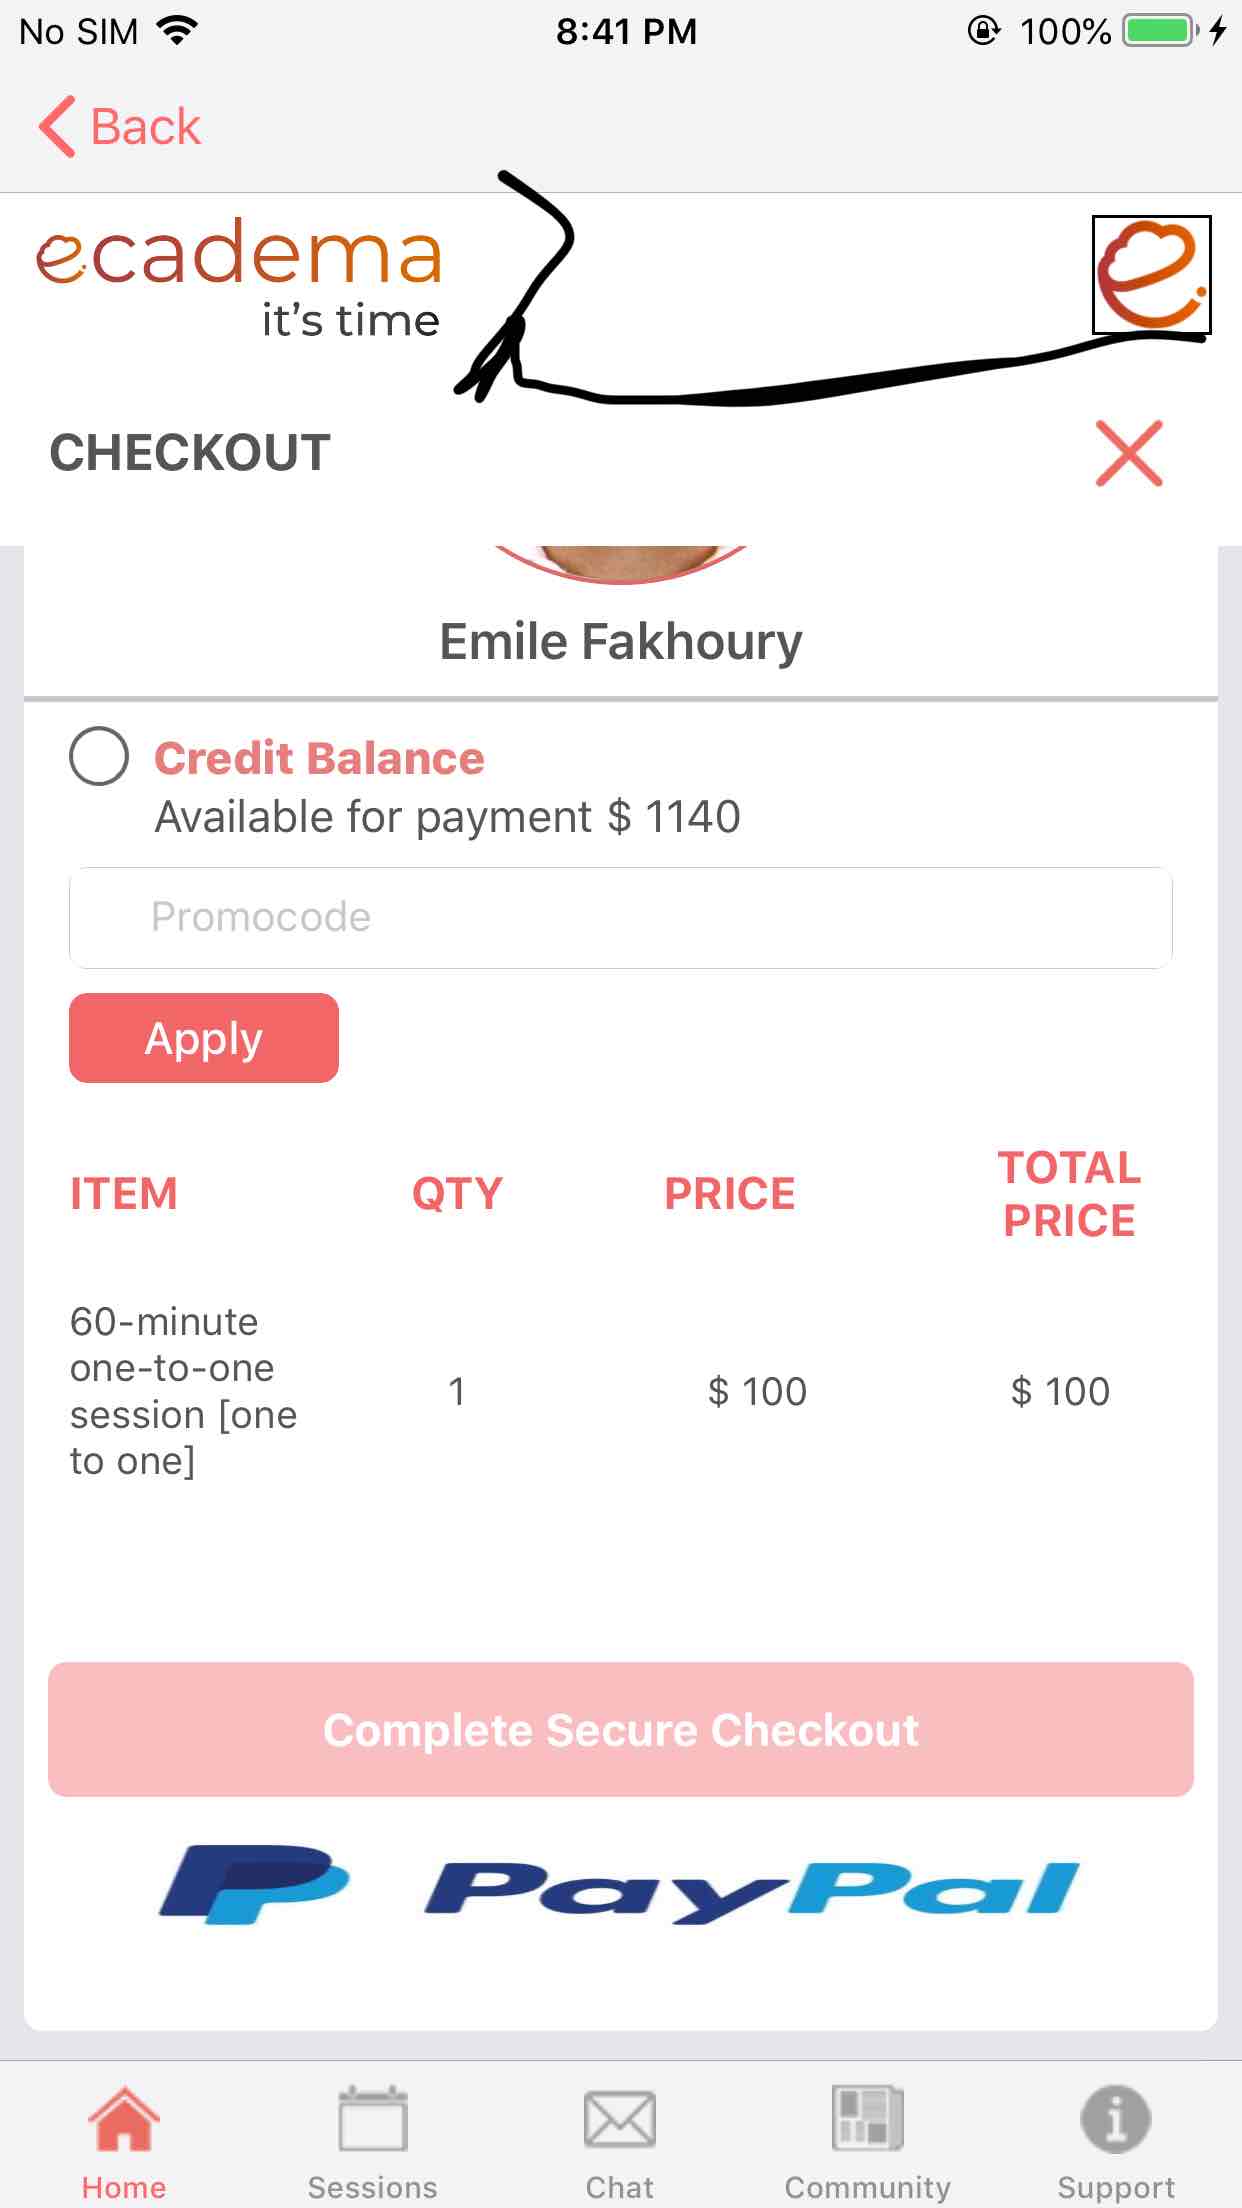 No SIM 8:41 PM 100%
Back
ecadema
it's time
CHECKOUT
Emile Fakhoury
Credit Balance
Available for payment $ 1140
Promocode
Apply
ITEM QTY PRICE TOTAL PRICE
60-minute
one-to-one
session [one
to one]
1 $ 100 $ 100
Complete Secure Checkout
PayPal
Home Sessions Chat Community Support